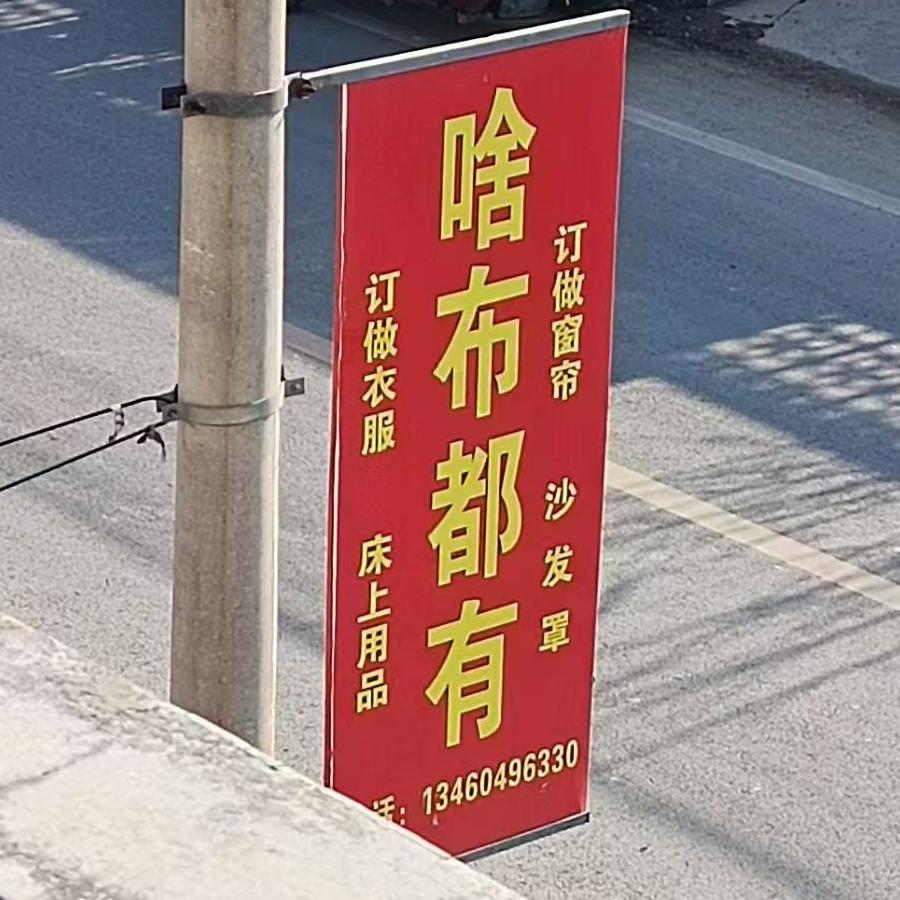 啥布都有
订做窗帘 沙发罩
订做衣服 床上用品
话：13460496330